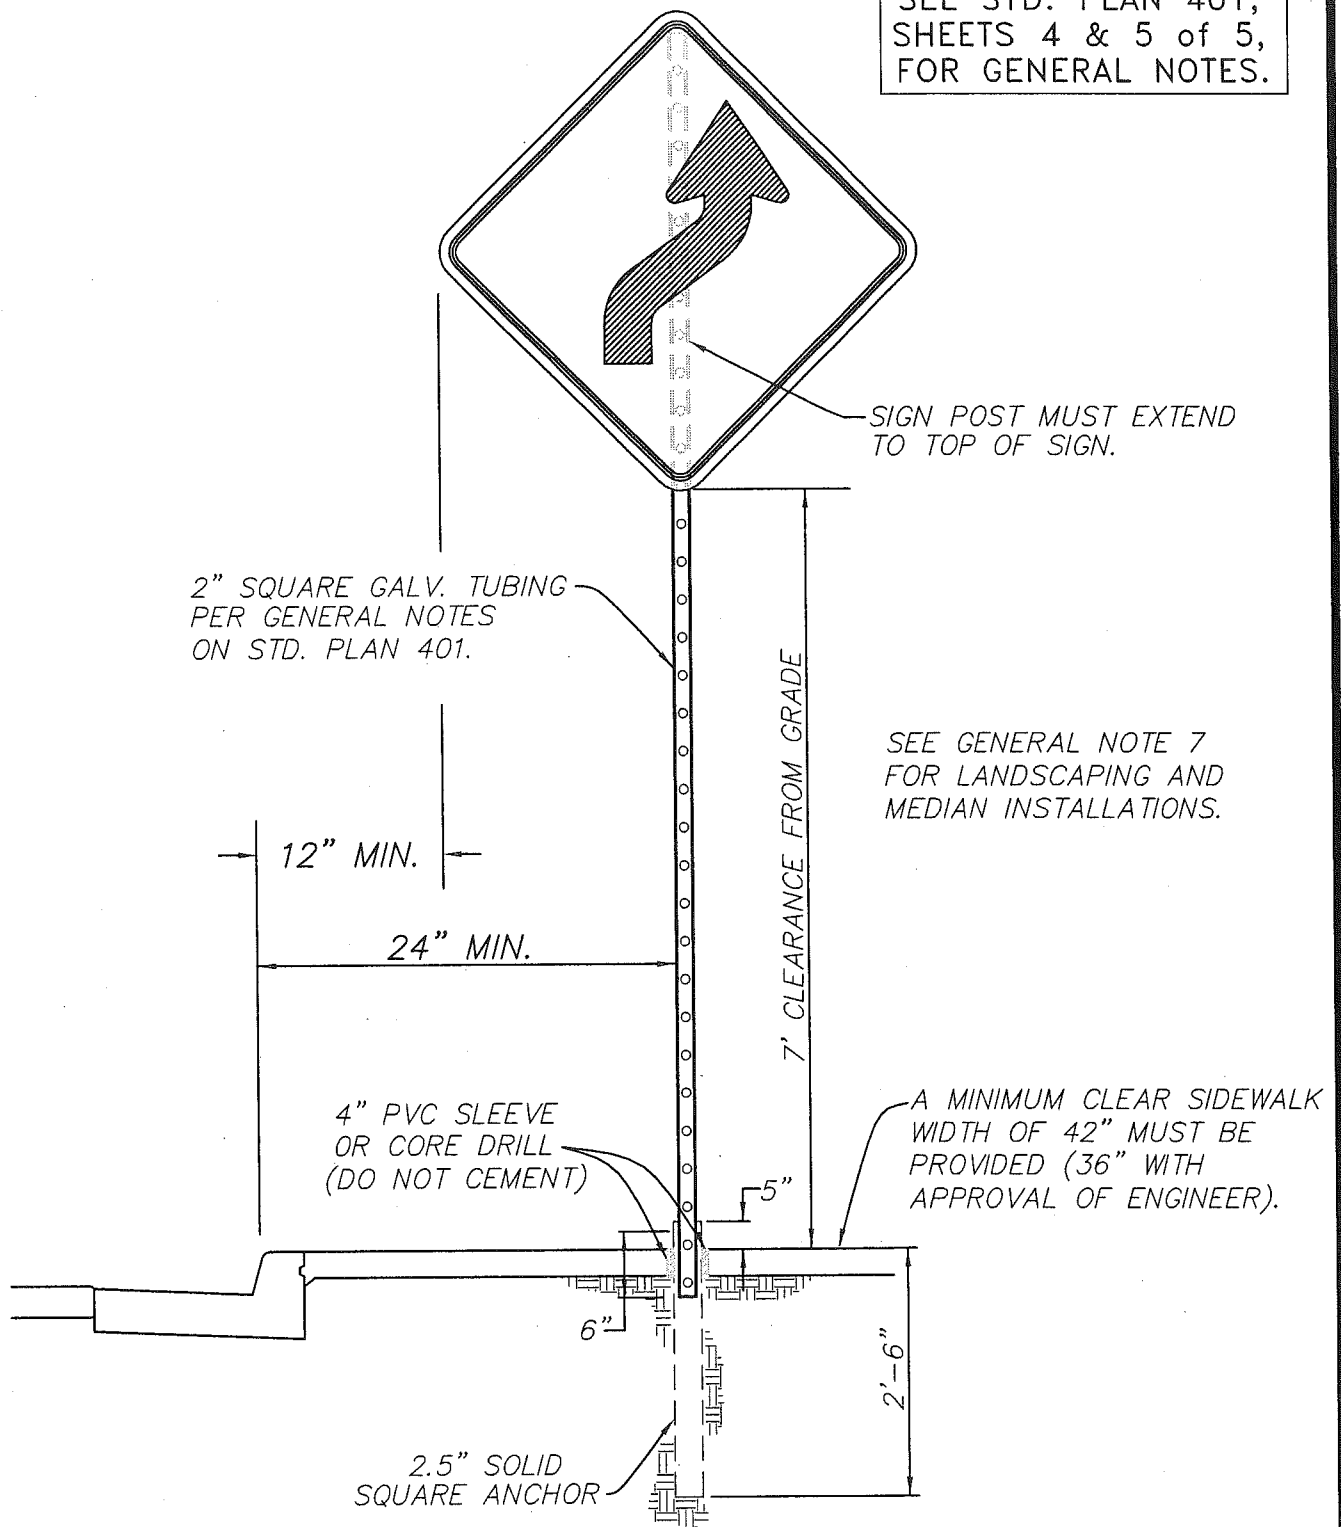 SEE STD. PLAN 401,
SHEETS 4 & 5 of 5,
FOR GENERAL NOTES.
SIGN POST MUST EXTEND
TO TOP OF SIGN.
2” SQUARE GALV. TUBING
PER GENERAL NOTES
ON STD. PLAN 401.
7' CLEARANCE FROM GRADE
SEE GENERAL NOTE 7
FOR LANDSCAPING AND
MEDIAN INSTALLATIONS.
12” MIN.
24” MIN.
4” PVC SLEEVE
OR CORE DRILL
(DO NOT CEMENT)
A MINIMUM CLEAR SIDEWALK
WIDTH OF 42” MUST BE
PROVIDED (36” WITH
APPROVAL OF ENGINEER).
5”
6”
2'-6”
2.5” SOLID
SQUARE ANCHOR